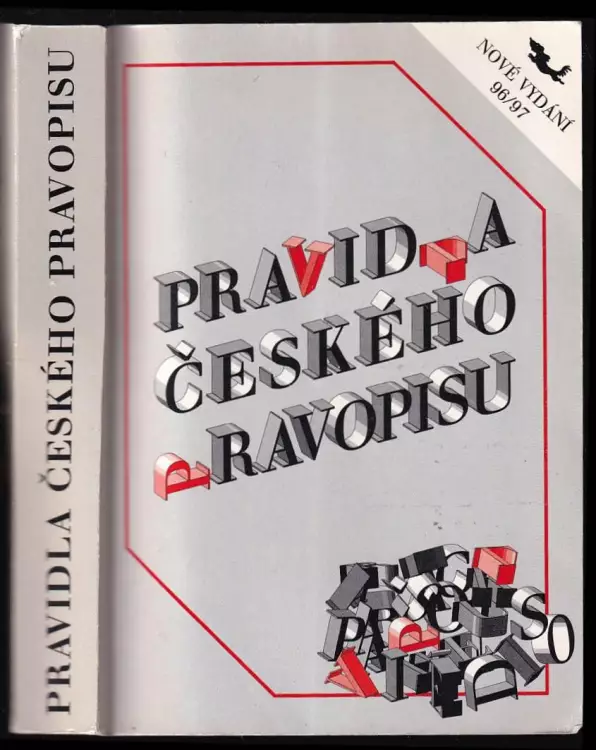 PRAVIDLA ČESKÉHO PRAVOPISU
NOVÉ VYDÁNÍ
96/97
PRAVIDLA
ČESKÉHO
PRAVOPISU